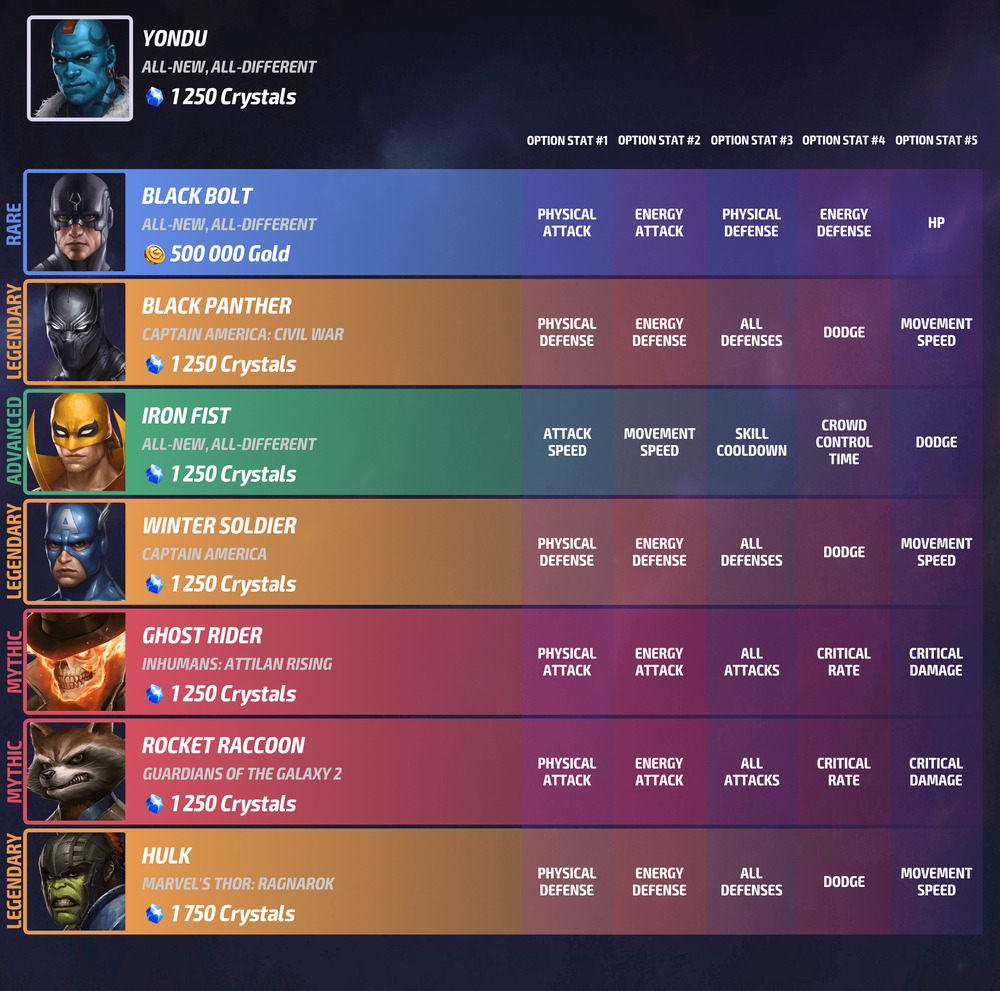 YONDU
ALL-NEW, ALL-DIFFERENT
1 250 Crystals
OPTION STAT #1 OPTION STAT #2 OPTION STAT #3 OPTION STAT #4 OPTION STAT #5
RARE
BLACK BOLT
ALL-NEW, ALL-DIFFERENT
500 000 Gold
PHYSICAL
ATTACK
ENERGY
ATTACK
PHYSICAL
DEFENSE
ENERGY
DEFENSE
HP
LEGENDARY
BLACK PANTHER
CAPTAIN AMERICA: CIVIL WAR
1 250 Crystals
PHYSICAL
DEFENSE
ENERGY
DEFENSE
ALL
DEFENSES
DODGE
MOVEMENT
SPEED
ADVANCED
IRON FIST
ALL-NEW, ALL-DIFFERENT
1 250 Crystals
ATTACK
SPEED
MOVEMENT
SPEED
SKILL
COOLDOWN
CROWD
CONTROL
TIME
DODGE
LEGENDARY
WINTER SOLDIER
CAPTAIN AMERICA
1 250 Crystals
PHYSICAL
DEFENSE
ENERGY
DEFENSE
ALL
DEFENSES
DODGE
MOVEMENT
SPEED
MYTHIC
GHOST RIDER
INHUMANS: ATTILAN RISING
1 250 Crystals
PHYSICAL
ATTACK
ENERGY
ATTACK
ALL
ATTACKS
CRITICAL
RATE
CRITICAL
DAMAGE
MYTHIC
ROCKET RACCOON
GUARDIANS OF THE GALAXY 2
1 250 Crystals
PHYSICAL
ATTACK
ENERGY
ATTACK
ALL
ATTACKS
CRITICAL
RATE
CRITICAL
DAMAGE
LEGENDARY
HULK
MARVEL'S THOR: RAGNAROK
1 750 Crystals
PHYSICAL
DEFENSE
ENERGY
DEFENSE
ALL
DEFENSES
DODGE
MOVEMENT
SPEED